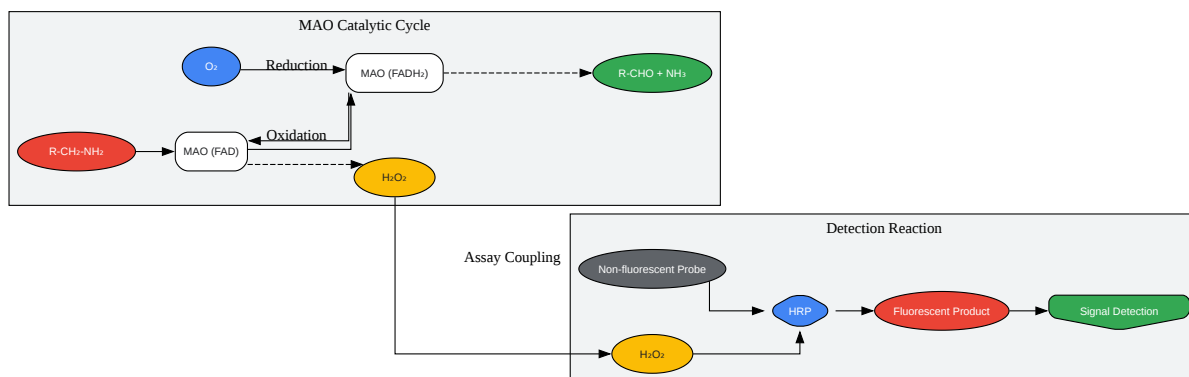 MAO Catalytic Cycle
O₂
Reduction
MAO (FADH₂)
R-CHO + NH₃
R-CH₂-NH₂
MAO (FAD)
Oxidation
H₂O₂
Assay Coupling
Detection Reaction
Non-fluorescent Probe
HRP
Fluorescent Product
Signal Detection
H₂O₂